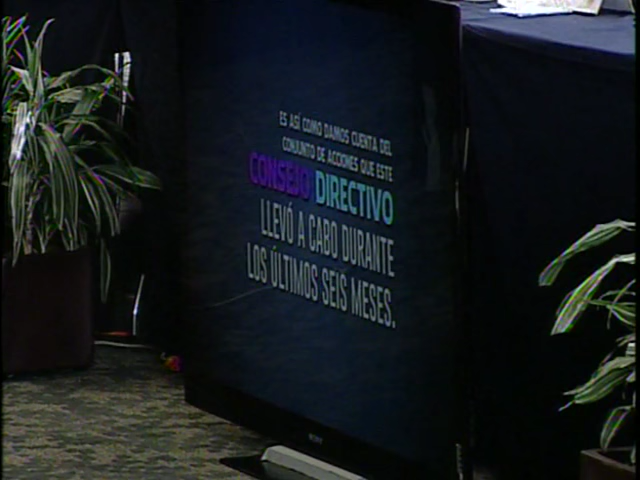 ES ASÍ COMO DAMOS CUENTA DEL
CONJUNTO DE ACCIONES QUE ESTE
CONSEJO DIRECTIVO
LLEVÓ A CABO DURANTE
LOS ÚLTIMOS SEIS MESES.
SONY